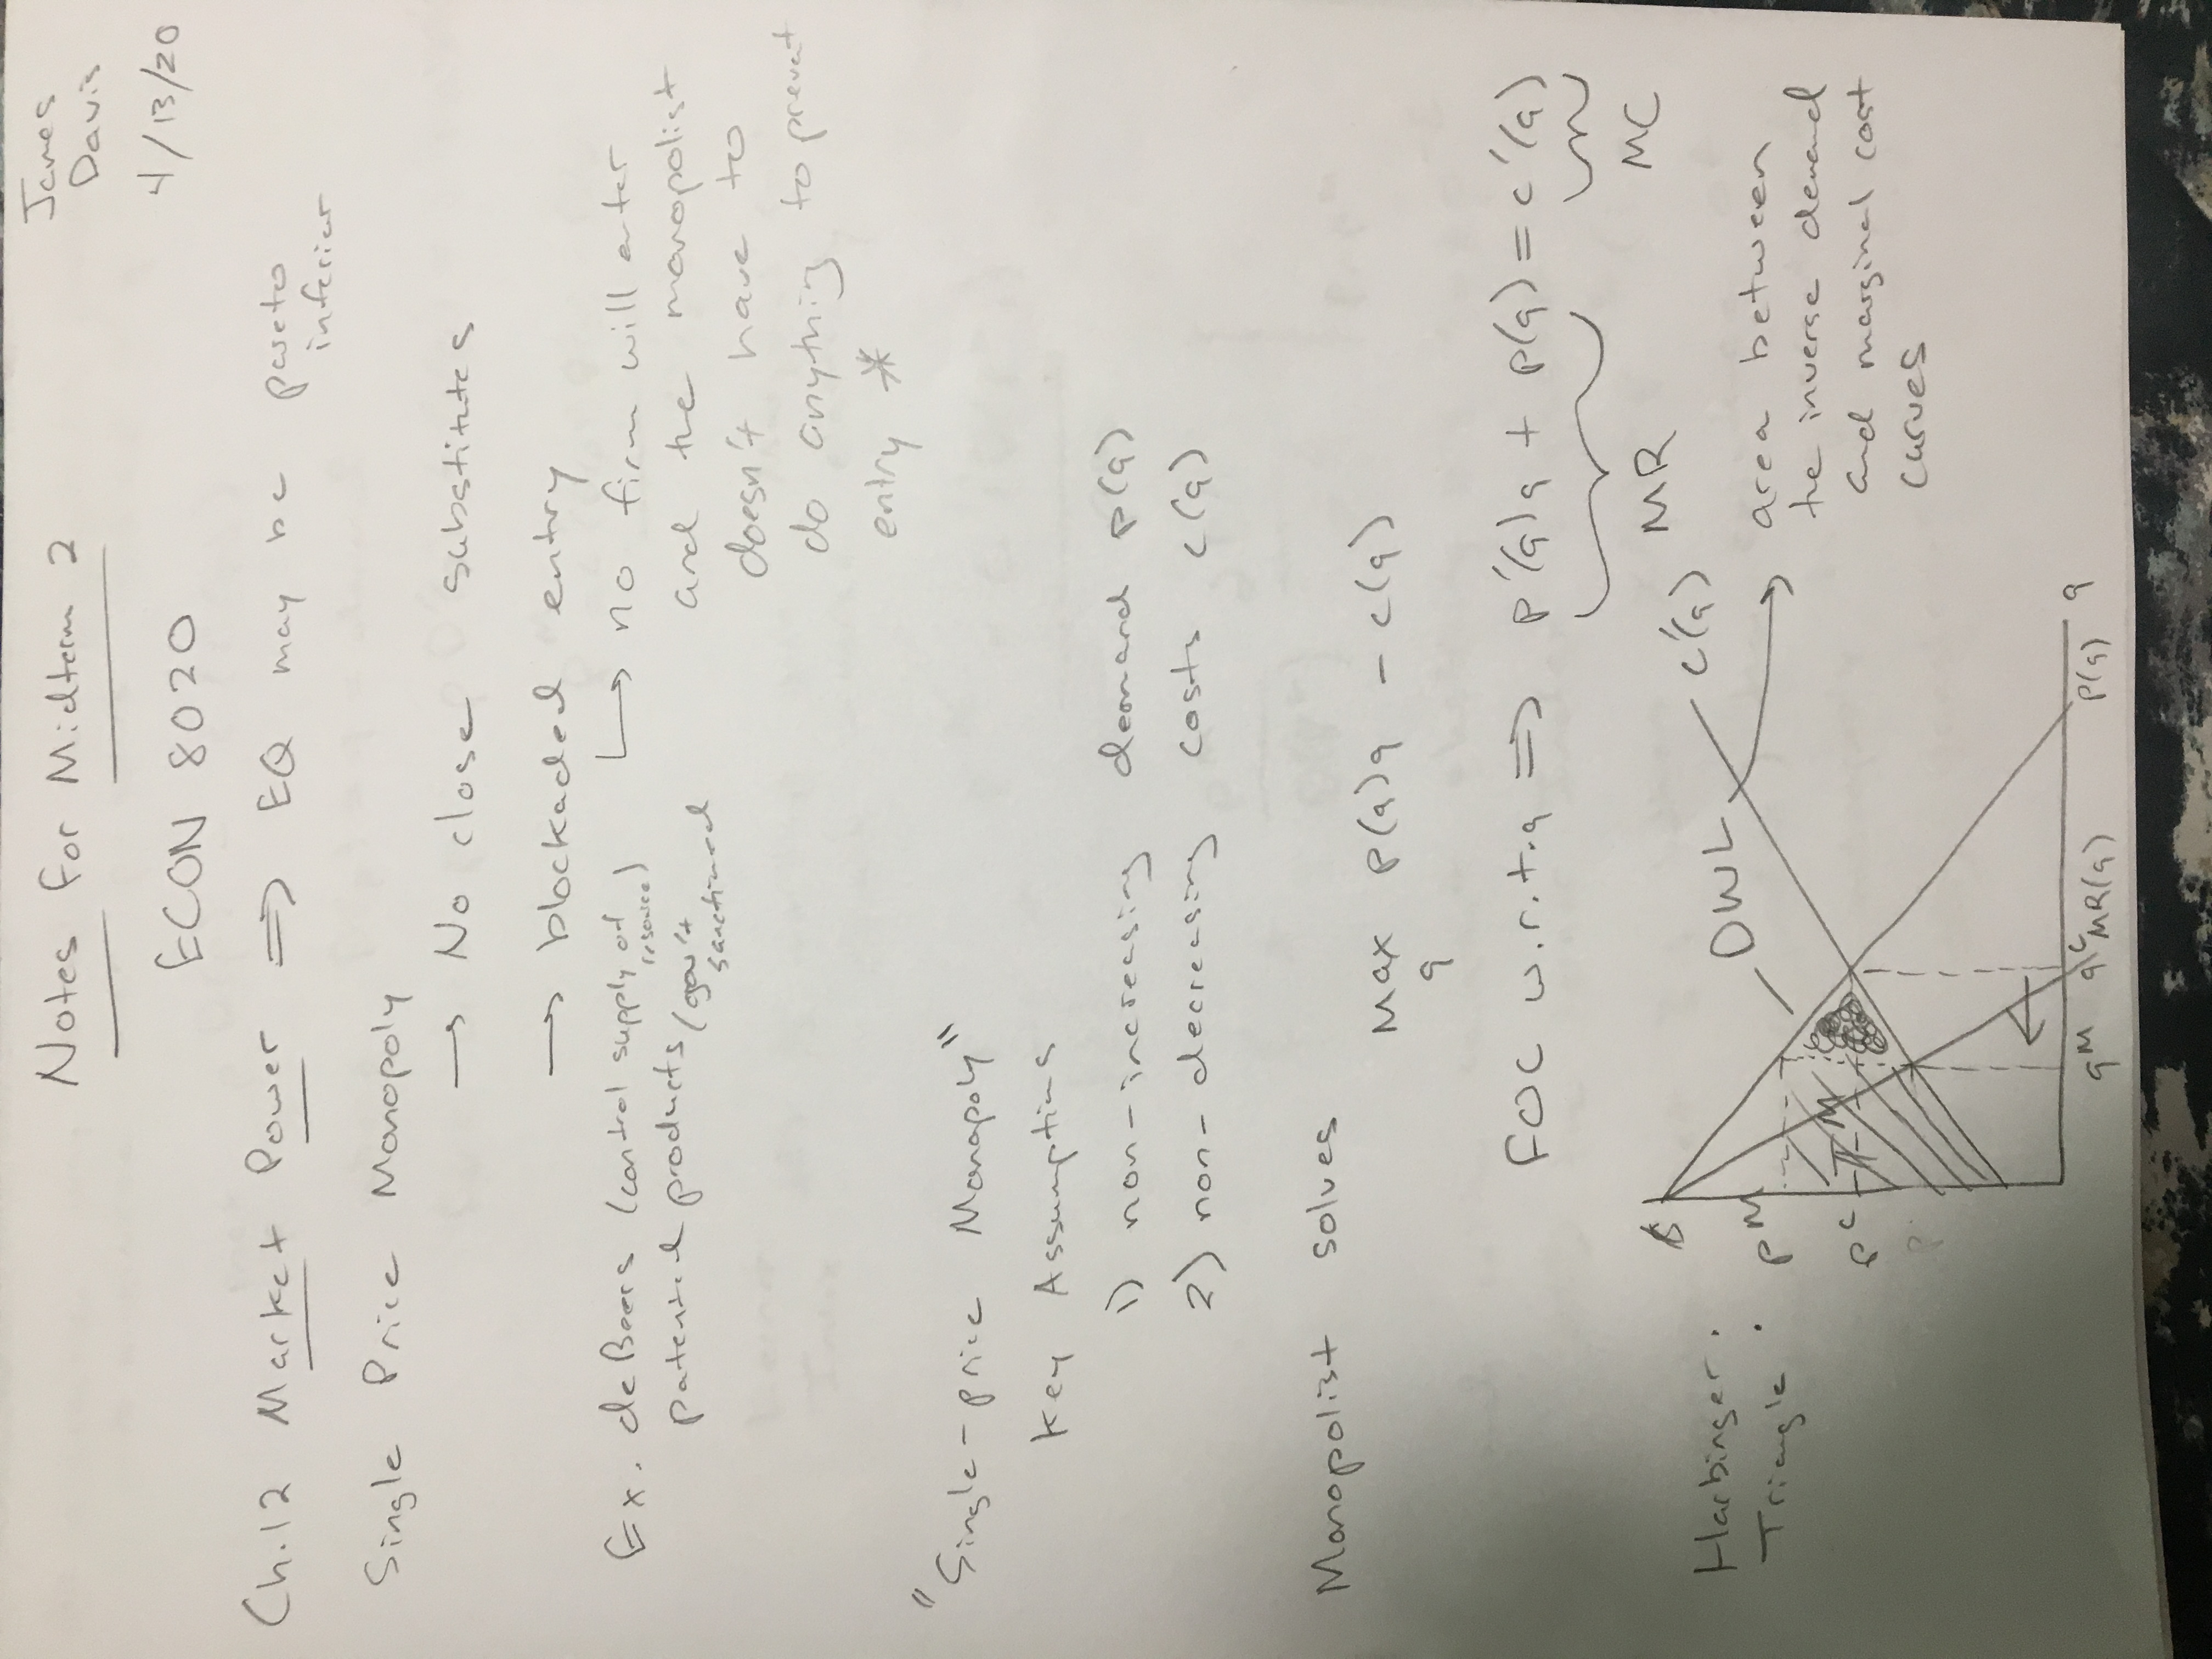 Notes for Midterm 2
James
Davis
4/13/20
ECON 8020
Ch.12 Market Power ⇒ EQ may be pareto
inferior
Single Price Monopoly
→ No close substitutes
→ blockaded entry
Ex. deBeers (control supply of
resource)
patented products (gov't
sanctioned
↳ no firm will enter
and the monopolist
doesn't have to
do anything to prevent
entry *
"Single-price Monopoly"
Key Assumptions
1) non-increasing demand p(q)
2) non-decreasing costs c(q)
Monopolist solves
Max p(q)q - c(q)
q
FOC w.r.t. q ⇒ p'(q)q + p(q) = c'(q)
MR
MC
Harbinger
Triangle :
$
p^M
p^c
π^M
DWL
c'(q)
→ area between
the inverse demand
and marginal cost
curves
q^M
q^c
MR(q)
p(q)
q